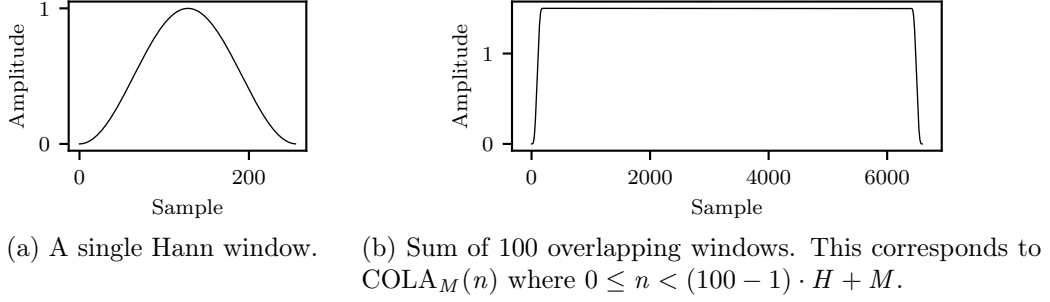 1
0
Amplitude
0
200
Sample
1
0
Amplitude
0
2000
4000
6000
Sample
(a) A single Hann window.
(b) Sum of 100 overlapping windows. This corresponds to
COLA_M(n) where 0 ≤ n < (100 − 1) · H + M.